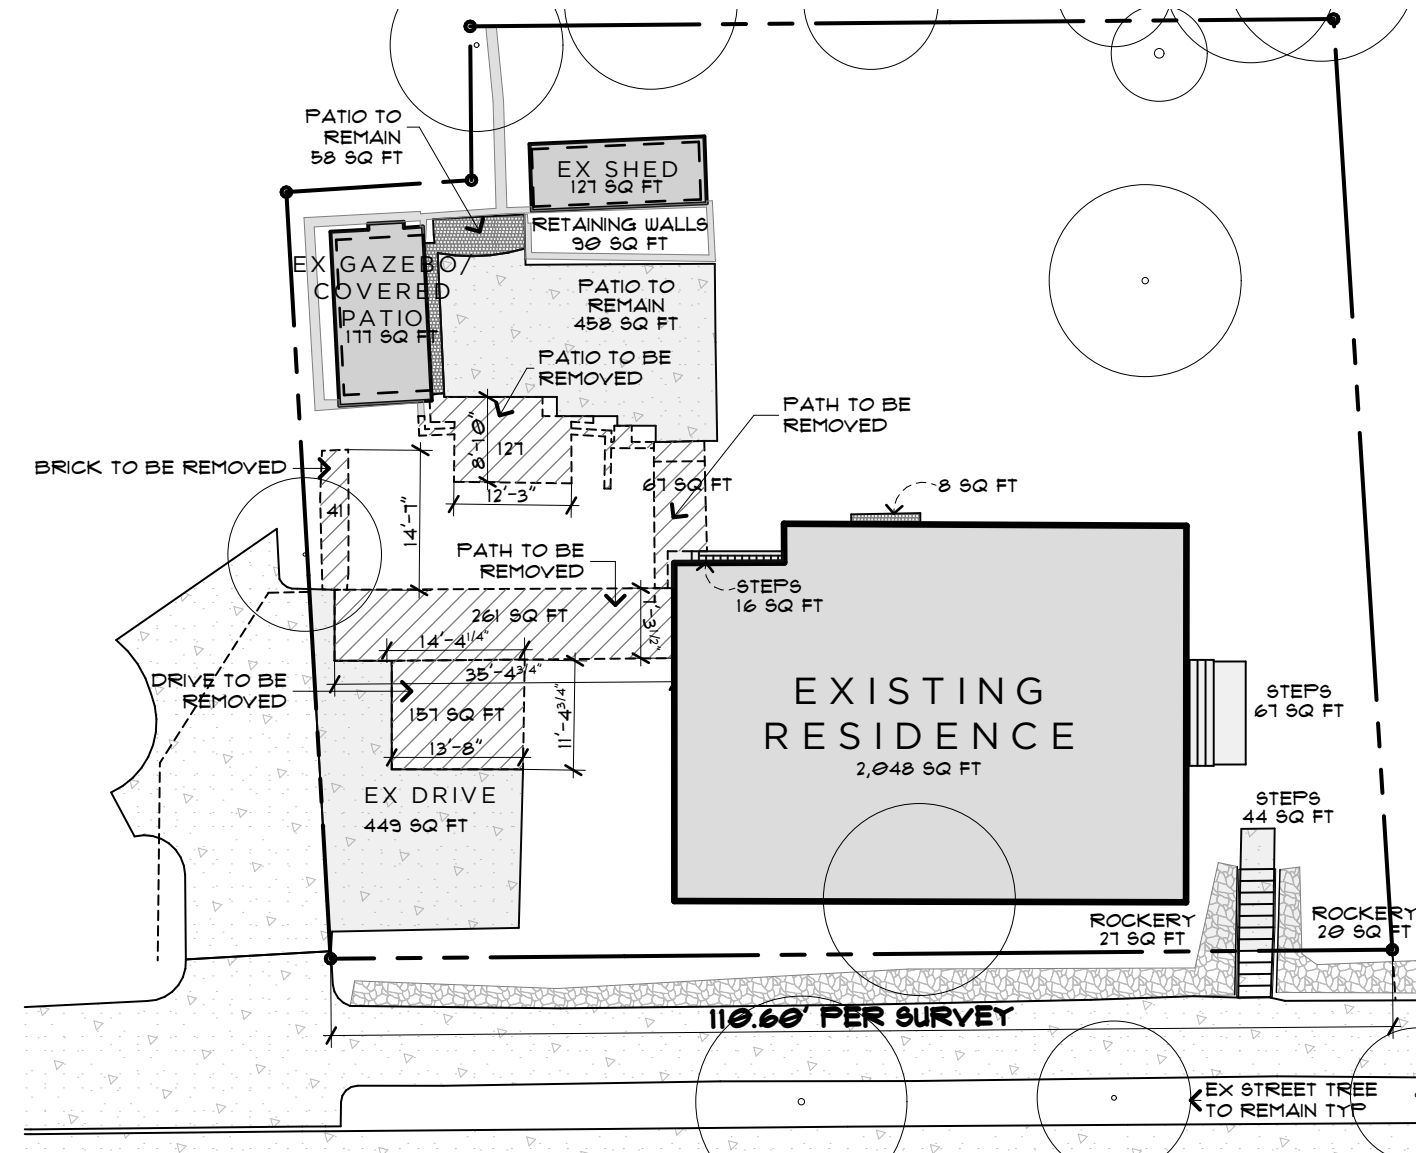 PATIO TO
REMAIN
58 SQ FT
EX SHED
127 SQ FT
RETAINING WALLS
90 SQ FT
EX GAZEBO/
COVERED
PATIO
177 SQ FT
PATIO TO
REMAIN
458 SQ FT
PATIO TO BE
REMOVED
PATH TO BE
REMOVED
8'-10"
127
BRICK TO BE REMOVED
67 SQ FT
8 SQ FT
12'-3"
41
14'-7"
PATH TO BE
REMOVED
STEPS
16 SQ FT
261 SQ FT
7'-3 1/2"
14'-4 1/4"
35'-4 3/4"
DRIVE TO BE
REMOVED
157 SQ FT
11'-4 3/4"
13'-8"
EXISTING
RESIDENCE
2,048 SQ FT
STEPS
67 SQ FT
EX DRIVE
449 SQ FT
STEPS
44 SQ FT
ROCKERY
27 SQ FT
ROCKERY
20 SQ FT
110.60' PER SURVEY
EX STREET TREE
TO REMAIN TYP